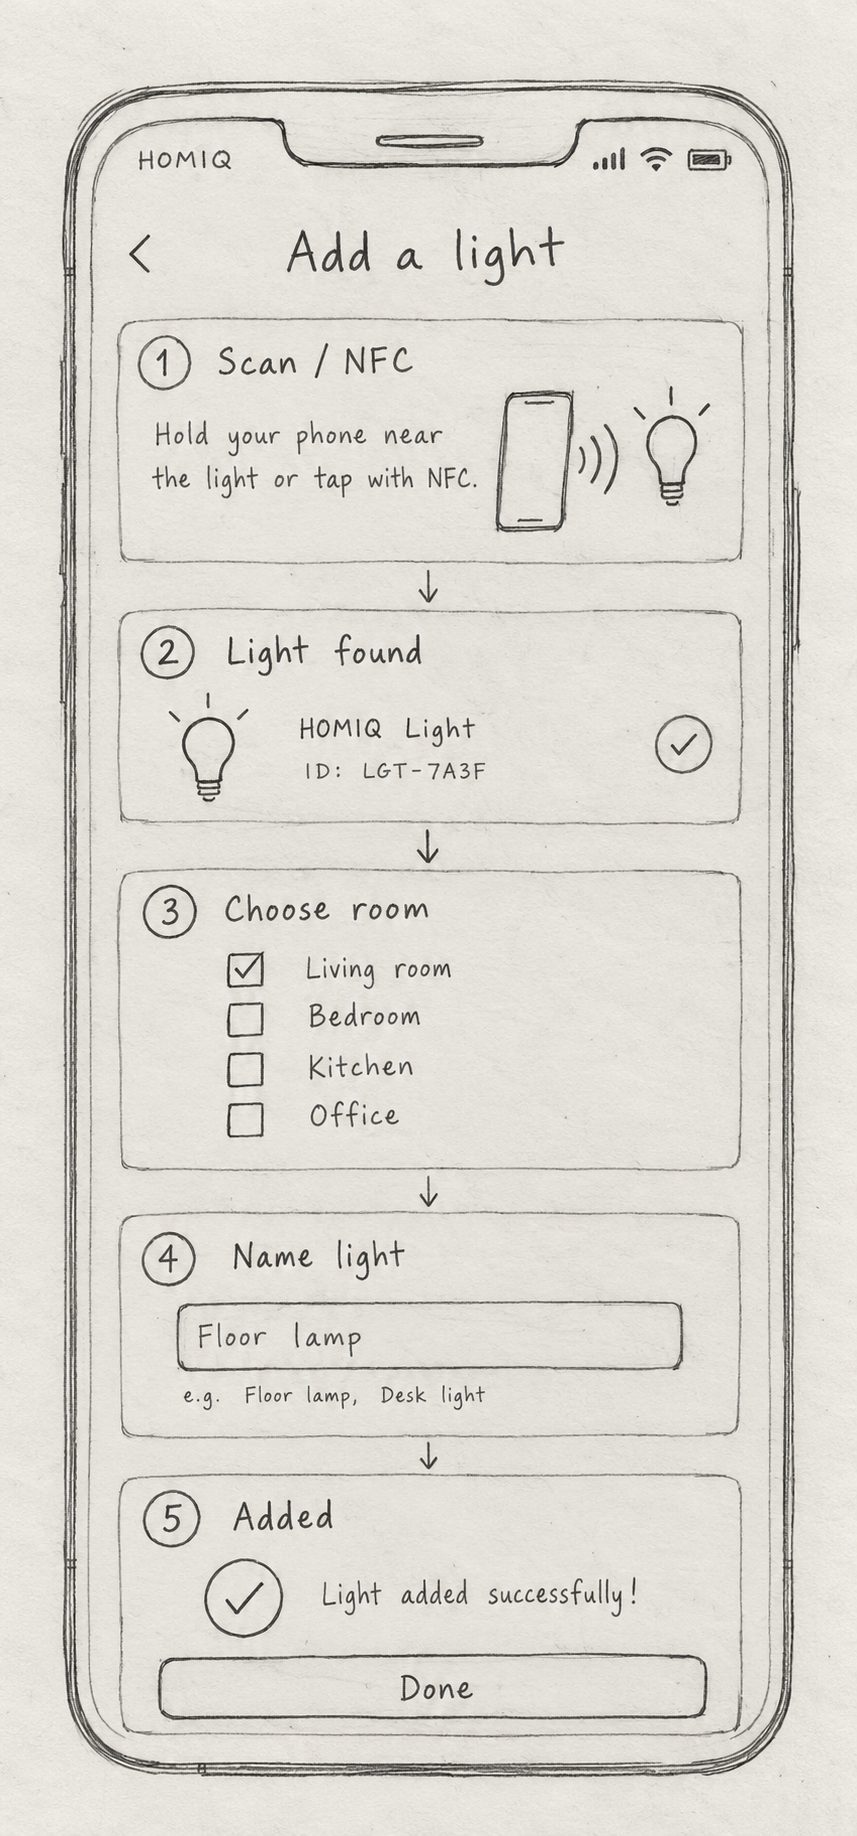 HOMIQ
Add a light
1 Scan / NFC
Hold your phone near
the light or tap with NFC.
2 Light found
HOMIQ Light
ID: LGT-7A3F
3 Choose room
Living room
Bedroom
Kitchen
Office
4 Name light
Floor lamp
e.g. Floor lamp, Desk light
5 Added
Light added successfully!
Done